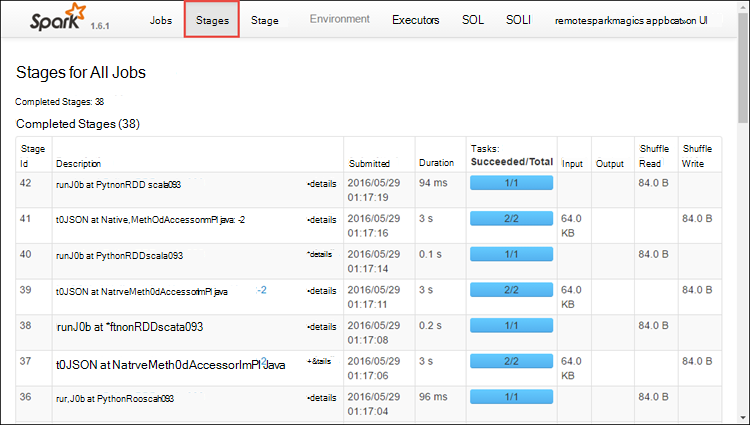 Spark 1.6.1 Jobs Stages Stage Environment Executors SOL SOLI remotesparkmagics appboat»on UI
Stages for All Jobs
Completed Stages: 38
Completed Stages (38)
Stage Id Description Submitted Duration Tasks: Succeeded/Total Input Output Shuffle Read Shuffle Write
42 runJ0b at PytnonRDD scala093 •details 2016/05/29 01:17:19 94 ms 1/1 84.0 B
41 t0JSON at Native,MethOdAccessormPI java: -2 •details 2016/05/29 01:17:16 3 s 2/2 64.0 KB 84.0 B
40 runJ0b at PythonRDDscala093 *details 2016/05/29 01:17:14 0.1 s 1/1 84.0 B
39 t0JSON at NatrveMeth0dAccessorImPI java -2 •details 2016/05/29 01:17:11 3 s 2/2 64.0 KB 84.0 B
38 runJ0b at *ftnonRDDscata093 •details 2016/05/29 01:17:08 0.2 s 1/1 84.0 B
37 t0JSON at NatrveMeth0dAccessorImPI Java -2 +&tails 2016/05/29 01:17:06 3 s 2/2 64.0 KB 84.0 B
36 rur,J0b at PythonRooscah093 •details 2016/05/29 01:17:04 96 ms 1/1 84.0 B